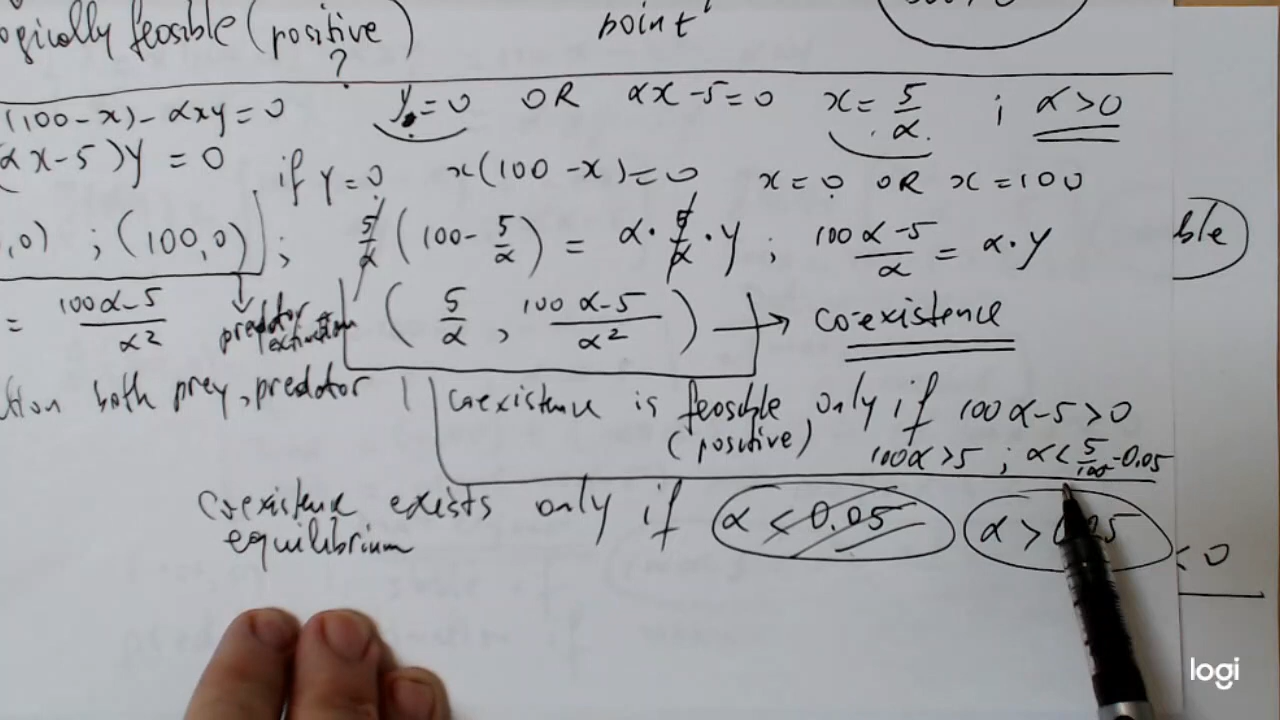 ogically feosible (positive)
point
?
(100-x)-αxy=0
y=0 OR αx-5=0 x=5/α ; α>0
αx-5)y=0
if y=0 x(100-x)=0 x=0 OR x=100
,0) ; (100,0) ; 5/α (100-5/α) = α·5/α·y ; 100α-5/α = α·y
ble
= 100α-5/α² predator extinction (5/α, 100α-5/α²) → co-existence
both prey, predator
coexistence is feosible only if 100α-5>0
(positive) 100α>5 ; α<5/100=0.05
coexistence exists only if α<0.05 α>0.05
equilibrium
<0
logi